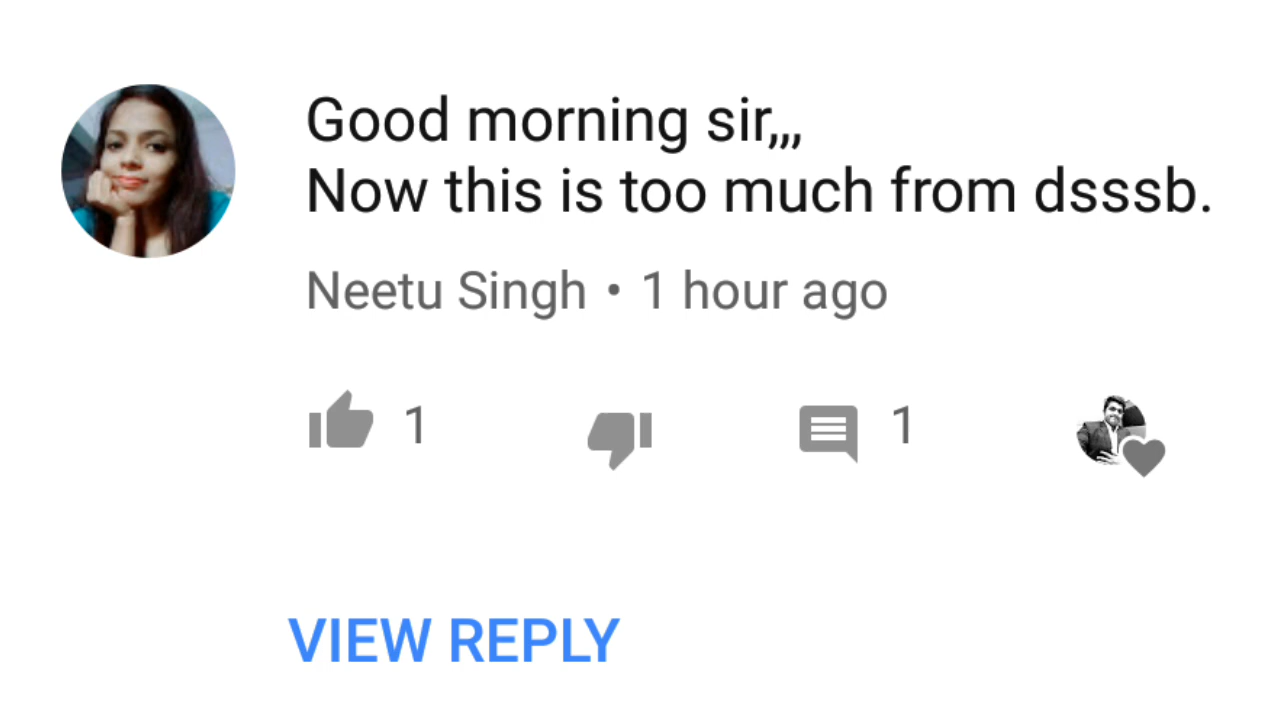 Good morning sir,,,
Now this is too much from dsssb.
Neetu Singh • 1 hour ago
1 1
VIEW REPLY